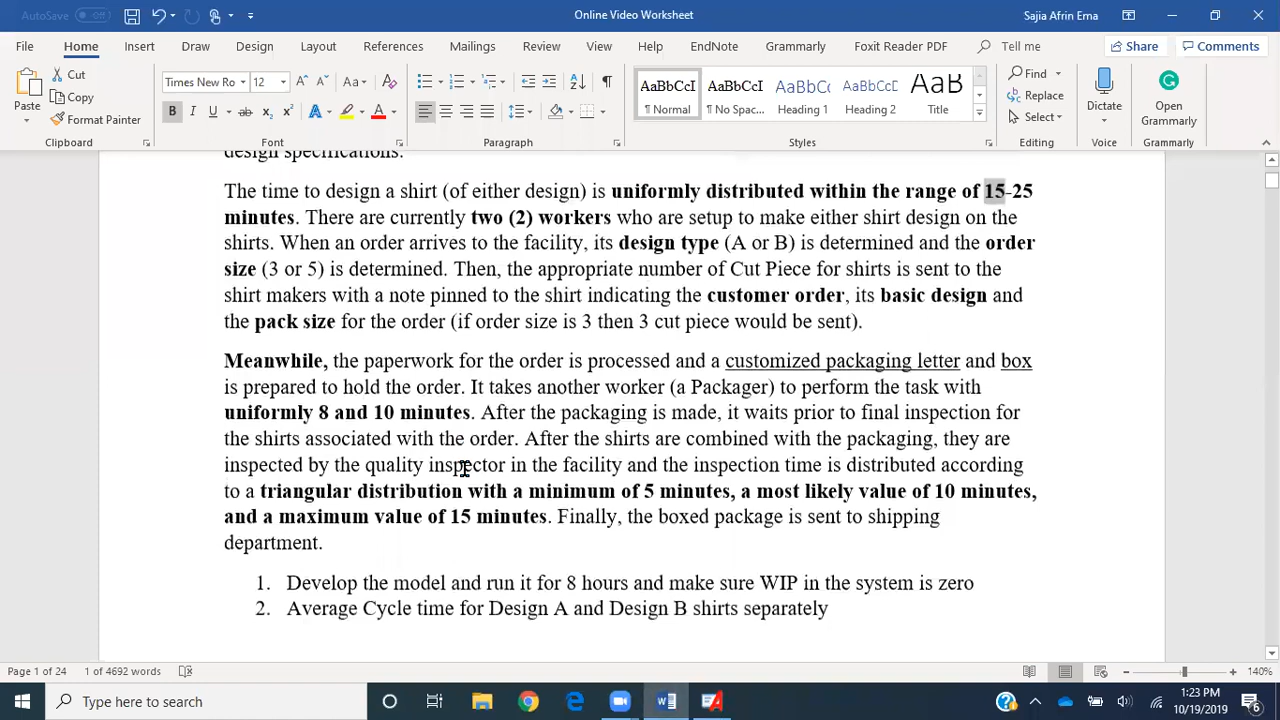 AutoSave Off
Online Video Worksheet
Sajia Afrin Ema
File Home Insert Draw Design Layout References Mailings Review View Help EndNote Grammarly Foxit Reader PDF Tell me Share Comments
Paste
Cut
Copy
Format Painter
Times New Ro 12
AaBbCcI AaBbCcI AaBbCcI AaBbCcI AaB
¶ Normal ¶ No Spac... Heading 1 Heading 2 Title
Find
Replace
Select
Dictate
Open
Grammarly
Clipboard Font Paragraph Styles Editing Voice Grammarly
design specifications.
The time to design a shirt (of either design) is uniformly distributed within the range of 15-25
minutes. There are currently two (2) workers who are setup to make either shirt design on the
shirts. When an order arrives to the facility, its design type (A or B) is determined and the order
size (3 or 5) is determined. Then, the appropriate number of Cut Piece for shirts is sent to the
shirt makers with a note pinned to the shirt indicating the customer order, its basic design and
the pack size for the order (if order size is 3 then 3 cut piece would be sent).
Meanwhile, the paperwork for the order is processed and a customized packaging letter and box
is prepared to hold the order. It takes another worker (a Packager) to perform the task with
uniformly 8 and 10 minutes. After the packaging is made, it waits prior to final inspection for
the shirts associated with the order. After the shirts are combined with the packaging, they are
inspected by the quality inspector in the facility and the inspection time is distributed according
to a triangular distribution with a minimum of 5 minutes, a most likely value of 10 minutes,
and a maximum value of 15 minutes. Finally, the boxed package is sent to shipping
department.
1. Develop the model and run it for 8 hours and make sure WIP in the system is zero
2. Average Cycle time for Design A and Design B shirts separately
Page 1 of 24 1 of 4692 words 140%
Type here to search
1:23 PM
10/19/2019
6